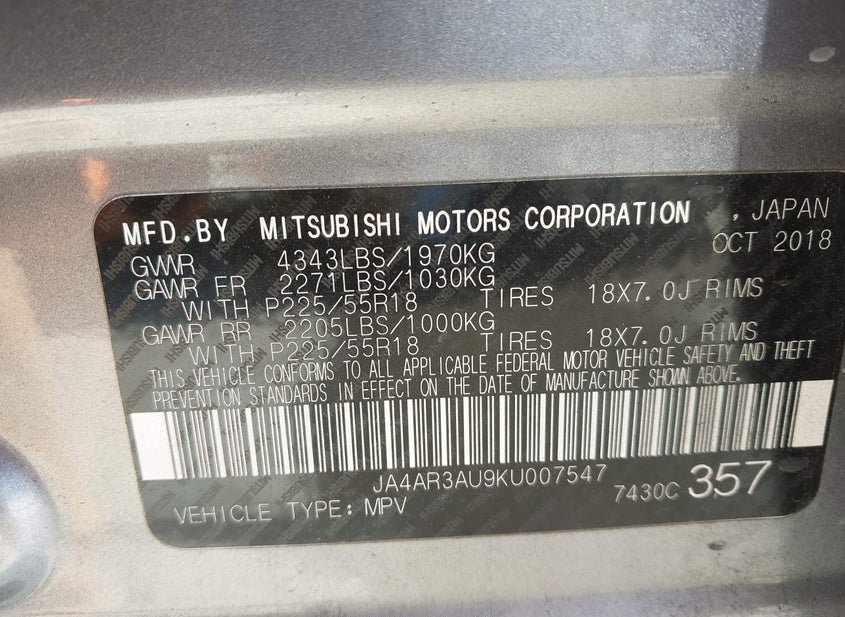 MFD.BY MITSUBISHI MOTORS CORPORATION , JAPAN
OCT 2018
GWWR 4343LBS/1970KG
GAWR FR 2271LBS/1030KG
WITH P225/55R18 TIRES 18X7.0J RIMS
GAWR RR 2205LBS/1000KG
WITH P225/55R18 TIRES 18X7.0J RIMS
THIS VEHICLE CONFORMS TO ALL APPLICABLE FEDERAL MOTOR VEHICLE SAFETY AND THEFT
PREVENTION STANDARDS IN EFFECT ON THE DATE OF MANUFACTURE SHOWN ABOVE.
JA4AR3AU9KU007547
7430C 357
VEHICLE TYPE: MPV